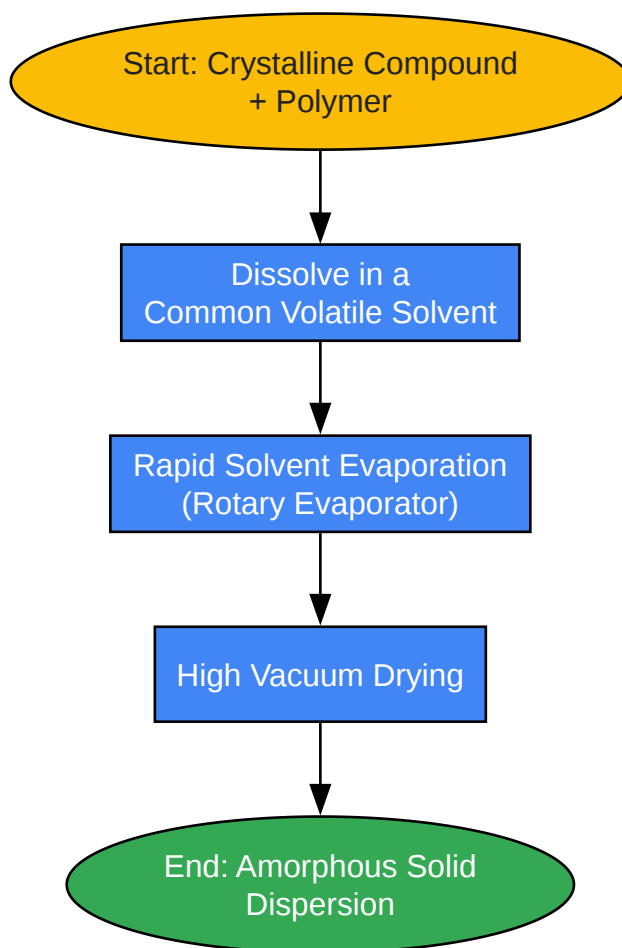 Start: Crystalline Compound
+ Polymer
Dissolve in a
Common Volatile Solvent
Rapid Solvent Evaporation
(Rotary Evaporator)
High Vacuum Drying
End: Amorphous Solid
Dispersion